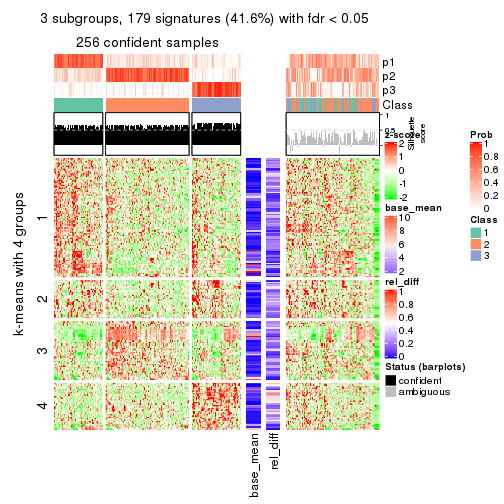 3 subgroups, 179 signatures (41.6%) with fdr < 0.05
256 confident samples
p1
p2
p3
Class
1
0.5
Silhouette
score
k-means with 4 groups
1
2
3
4
base_mean
rel_diff
z-score
2
1
0
-1
-2
base_mean
10
8
6
4
2
rel_diff
1
0.8
0.6
0.4
0.2
0
Status (barplots)
confident
ambiguous
Prob
1
0.8
0.6
0.4
0.2
0
Class
1
2
3